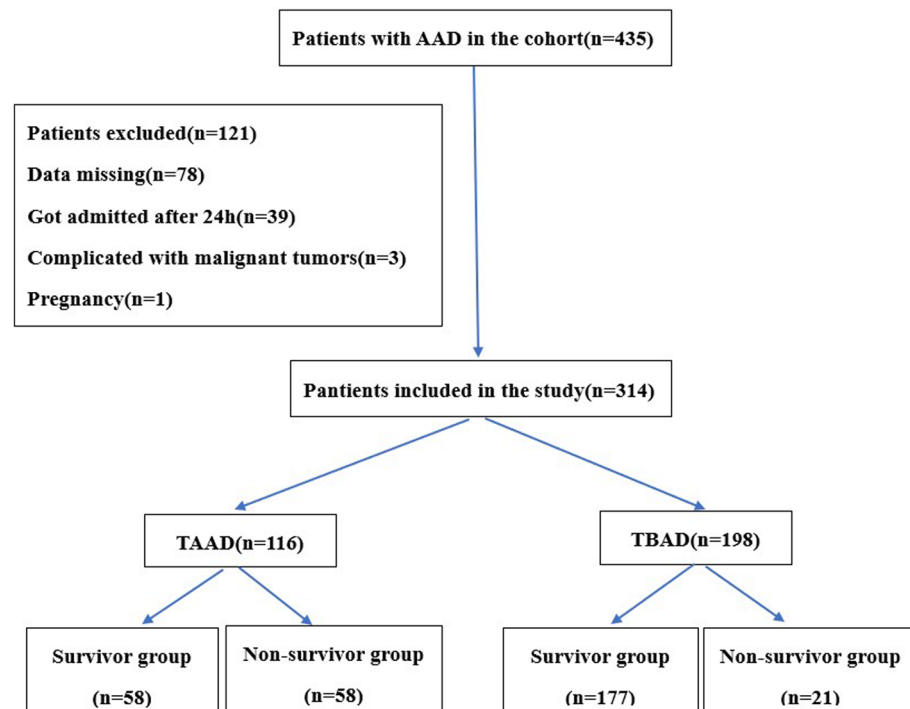 Patients with AAD in the cohort(n=435)
Patients excluded(n=121)
Data missing(n=78)
Got admitted after 24h(n=39)
Complicated with malignant tumors(n=3)
Pregnancy(n=1)
Pantients included in the study(n=314)
TAAD(n=116)
TBAD(n=198)
Survivor group
(n=58)
Non-survivor group
(n=58)
Survivor group
(n=177)
Non-survivor group
(n=21)